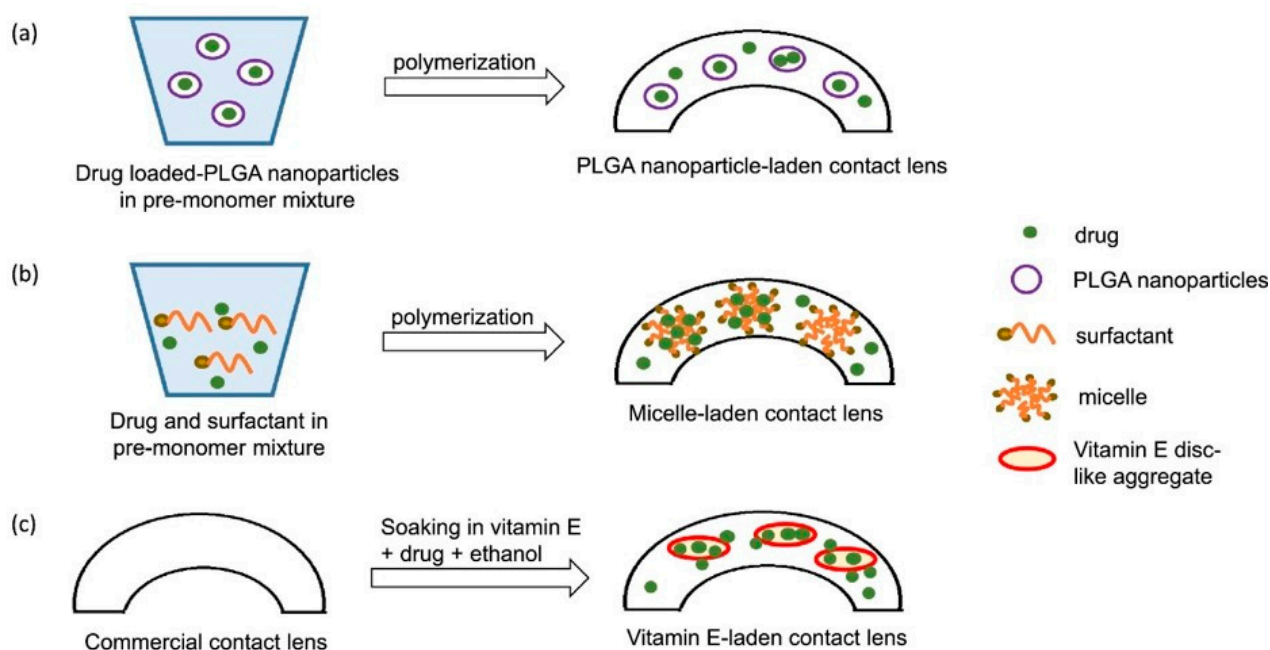 (a)
polymerization
Drug loaded-PLGA nanoparticles
in pre-monomer mixture
PLGA nanoparticle-laden contact lens
(b)
polymerization
Drug and surfactant in
pre-monomer mixture
Micelle-laden contact lens
(c)
Soaking in vitamin E
+ drug + ethanol
Commercial contact lens
Vitamin E-laden contact lens
drug
PLGA nanoparticles
surfactant
micelle
Vitamin E disc-
like aggregate